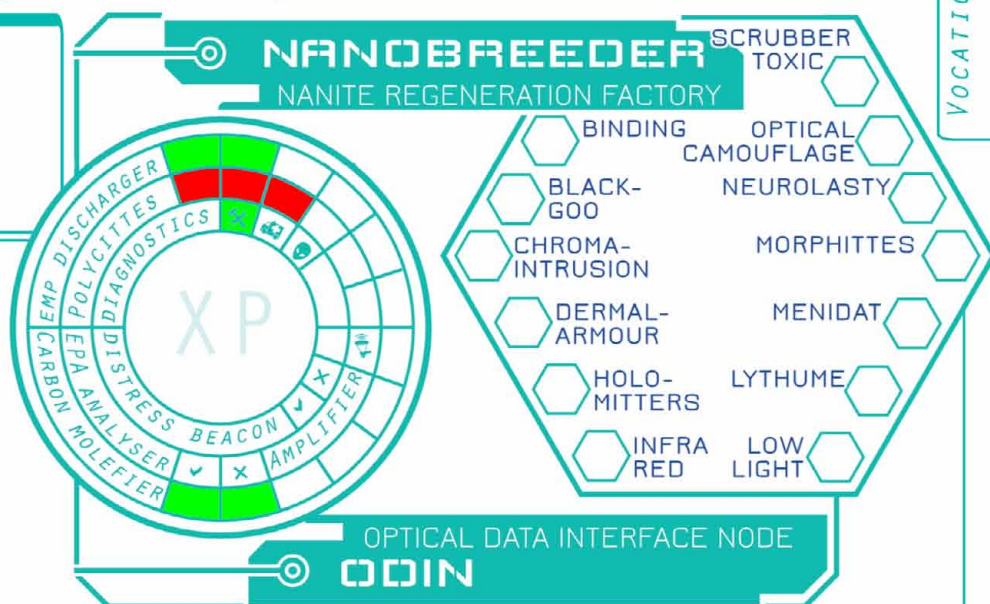 NANOBREEDER
NANITE REGENERATION FACTORY
VOCATIO
EMP DISCHARGER
POLYCITTES
DIAGNOSTICS
XP
DISTRESS BEACON
EPA ANALYSER
AMPLIFIER
CARBON MOLEFIER
SCRUBBER
TOXIC
BINDING
OPTICAL
CAMOUFLAGE
BLACK-
GOO
NEUROLASTY
CHROMA-
INTRUSION
MORPHITTES
DERMAL-
ARMOUR
MENIDAT
HOLO-
MITTERS
LYTHUME
INFRA
RED
LOW
LIGHT
OPTICAL DATA INTERFACE NODE
ODIN